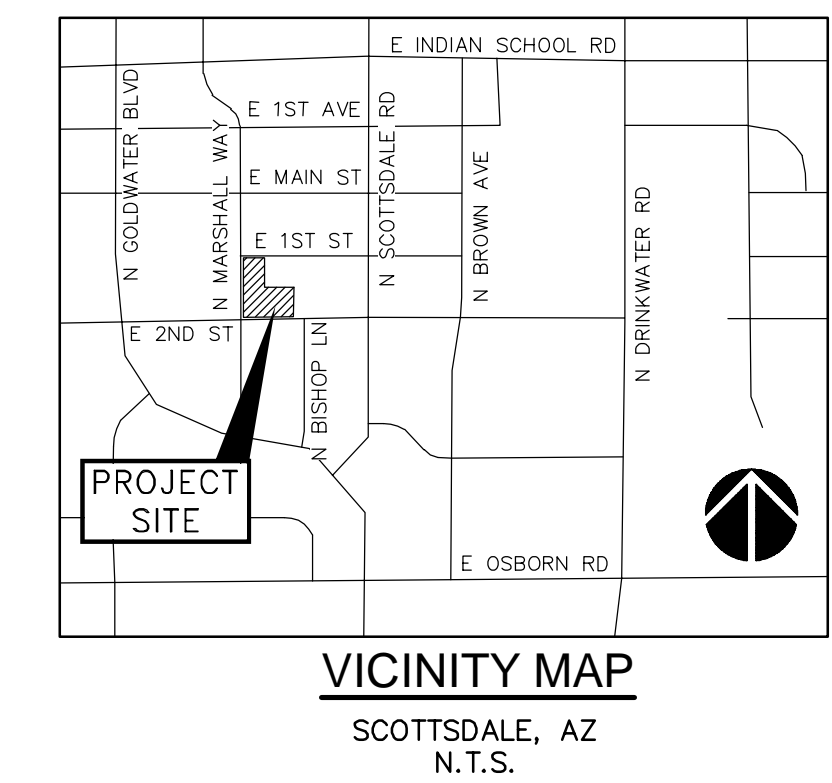 E INDIAN SCHOOL RD
N GOLDWATER BLVD
N MARSHALL WAY
E 1ST AVE
N SCOTTSDALE RD
E MAIN ST
N BROWN AVE
E 1ST ST
N DRINKWATER RD
E 2ND ST
N BISHOP LN
PROJECT
SITE
E OSBORN RD
VICINITY MAP
SCOTTSDALE, AZ
N.T.S.